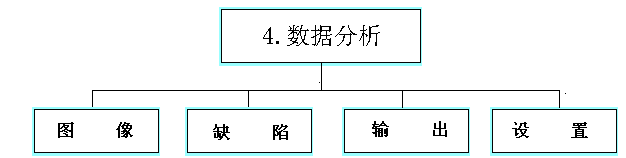 4.数据分析
图 像
缺 陷
输 出
设 置